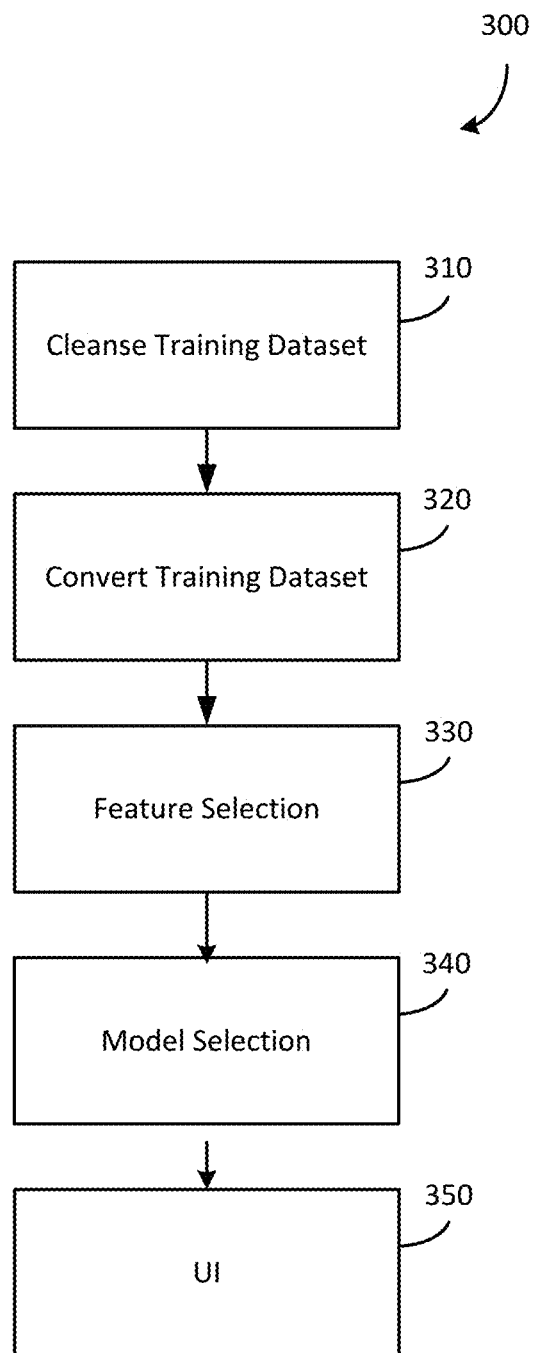 300
310
Cleanse Training Dataset
320
Convert Training Dataset
330
Feature Selection
340
Model Selection
350
UI